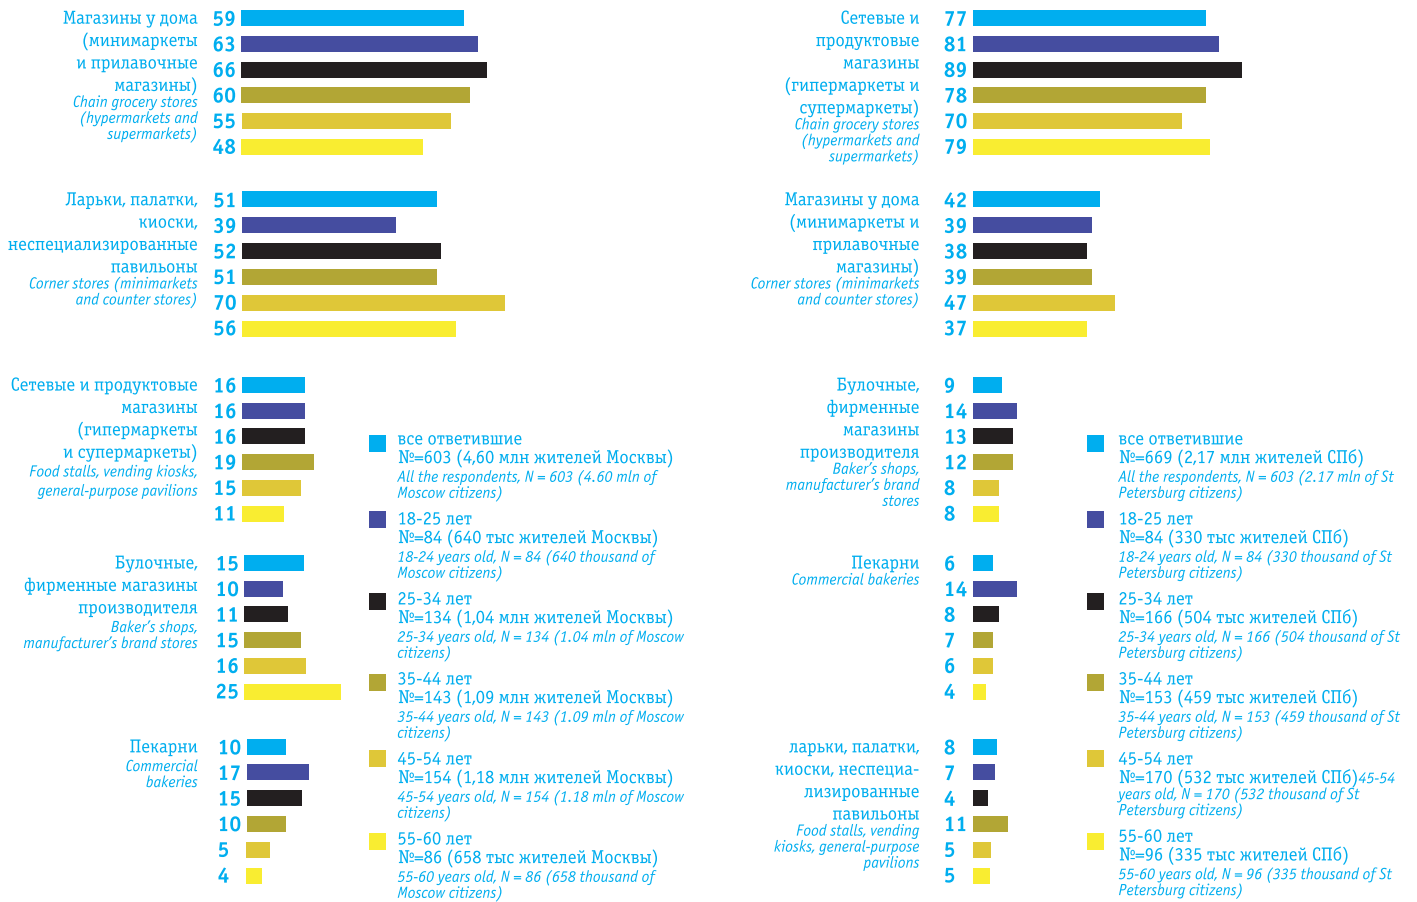 Магазины у дома
(минимаркеты
и прилавочные
магазины)
Chain grocery stores
(hypermarkets and
supermarkets)
59
63
66
60
55
48
Ларьки, палатки,
киоски,
неспециализированные
павильоны
Corner stores (minimarkets
and counter stores)
51
39
52
51
70
56
Сетевые и продуктовые
магазины
(гипермаркеты
и супермаркеты)
Food stalls, vending kiosks,
general-purpose pavilions
16
16
16
19
15
11
Булочные,
фирменные магазины
производителя
Baker's shops,
manufacturer's brand stores
15
10
11
15
16
25
Пекарни
Commercial
bakeries
10
17
15
10
5
4
все ответившие
№=603 (4,60 млн жителей Москвы)
All the respondents, N = 603 (4.60 mln of
Moscow citizens)
18-25 лет
№=84 (640 тыс жителей Москвы)
18-24 years old, N = 84 (640 thousand of
Moscow citizens)
25-34 лет
№=134 (1,04 млн жителей Москвы)
25-34 years old, N = 134 (1.04 mln of Moscow
citizens)
35-44 лет
№=143 (1,09 млн жителей Москвы)
35-44 years old, N = 143 (1.09 mln of Moscow
citizens)
45-54 лет
№=154 (1,18 млн жителей Москвы)
45-54 years old, N = 154 (1.18 mln of Moscow
citizens)
55-60 лет
№=86 (658 тыс жителей Москвы)
55-60 years old, N = 86 (658 thousand of
Moscow citizens)
Сетевые и
продуктовые
магазины
(гипермаркеты и
супермаркеты)
Chain grocery stores
(hypermarkets and
supermarkets)
77
81
89
78
70
79
Магазины у дома
(минимаркеты и
прилавочные
магазины)
Corner stores (minimarkets
and counter stores)
42
39
38
39
47
37
Булочные,
фирменные
магазины
производителя
Baker's shops,
manufacturer's brand
stores
9
14
13
12
8
8
Пекарни
Commercial bakeries
6
14
8
7
6
4
ларьки, палатки,
киоски, неспециа-
лизированные
павильоны
Food stalls, vending
kiosks, general-purpose
pavilions
8
7
4
11
5
5
все ответившие
№=669 (2,17 млн жителей СПб)
All the respondents, N = 603 (2.17 mln of St
Petersburg citizens)
18-25 лет
№=84 (330 тыс жителей СПб)
18-24 years old, N = 84 (330 thousand of St
Petersburg citizens)
25-34 лет
№=166 (504 тыс жителей СПб)
25-34 years old, N = 166 (504 thousand of St
Petersburg citizens)
35-44 лет
№=153 (459 тыс жителей СПб)
35-44 years old, N = 153 (459 thousand of St
Petersburg citizens)
45-54 лет
№=170 (532 тыс жителей СПб)45-54
years old, N = 170 (532 thousand of St
Petersburg citizens)
55-60 лет
№=96 (335 тыс жителей СПб)
55-60 years old, N = 96 (335 thousand of St
Petersburg citizens)